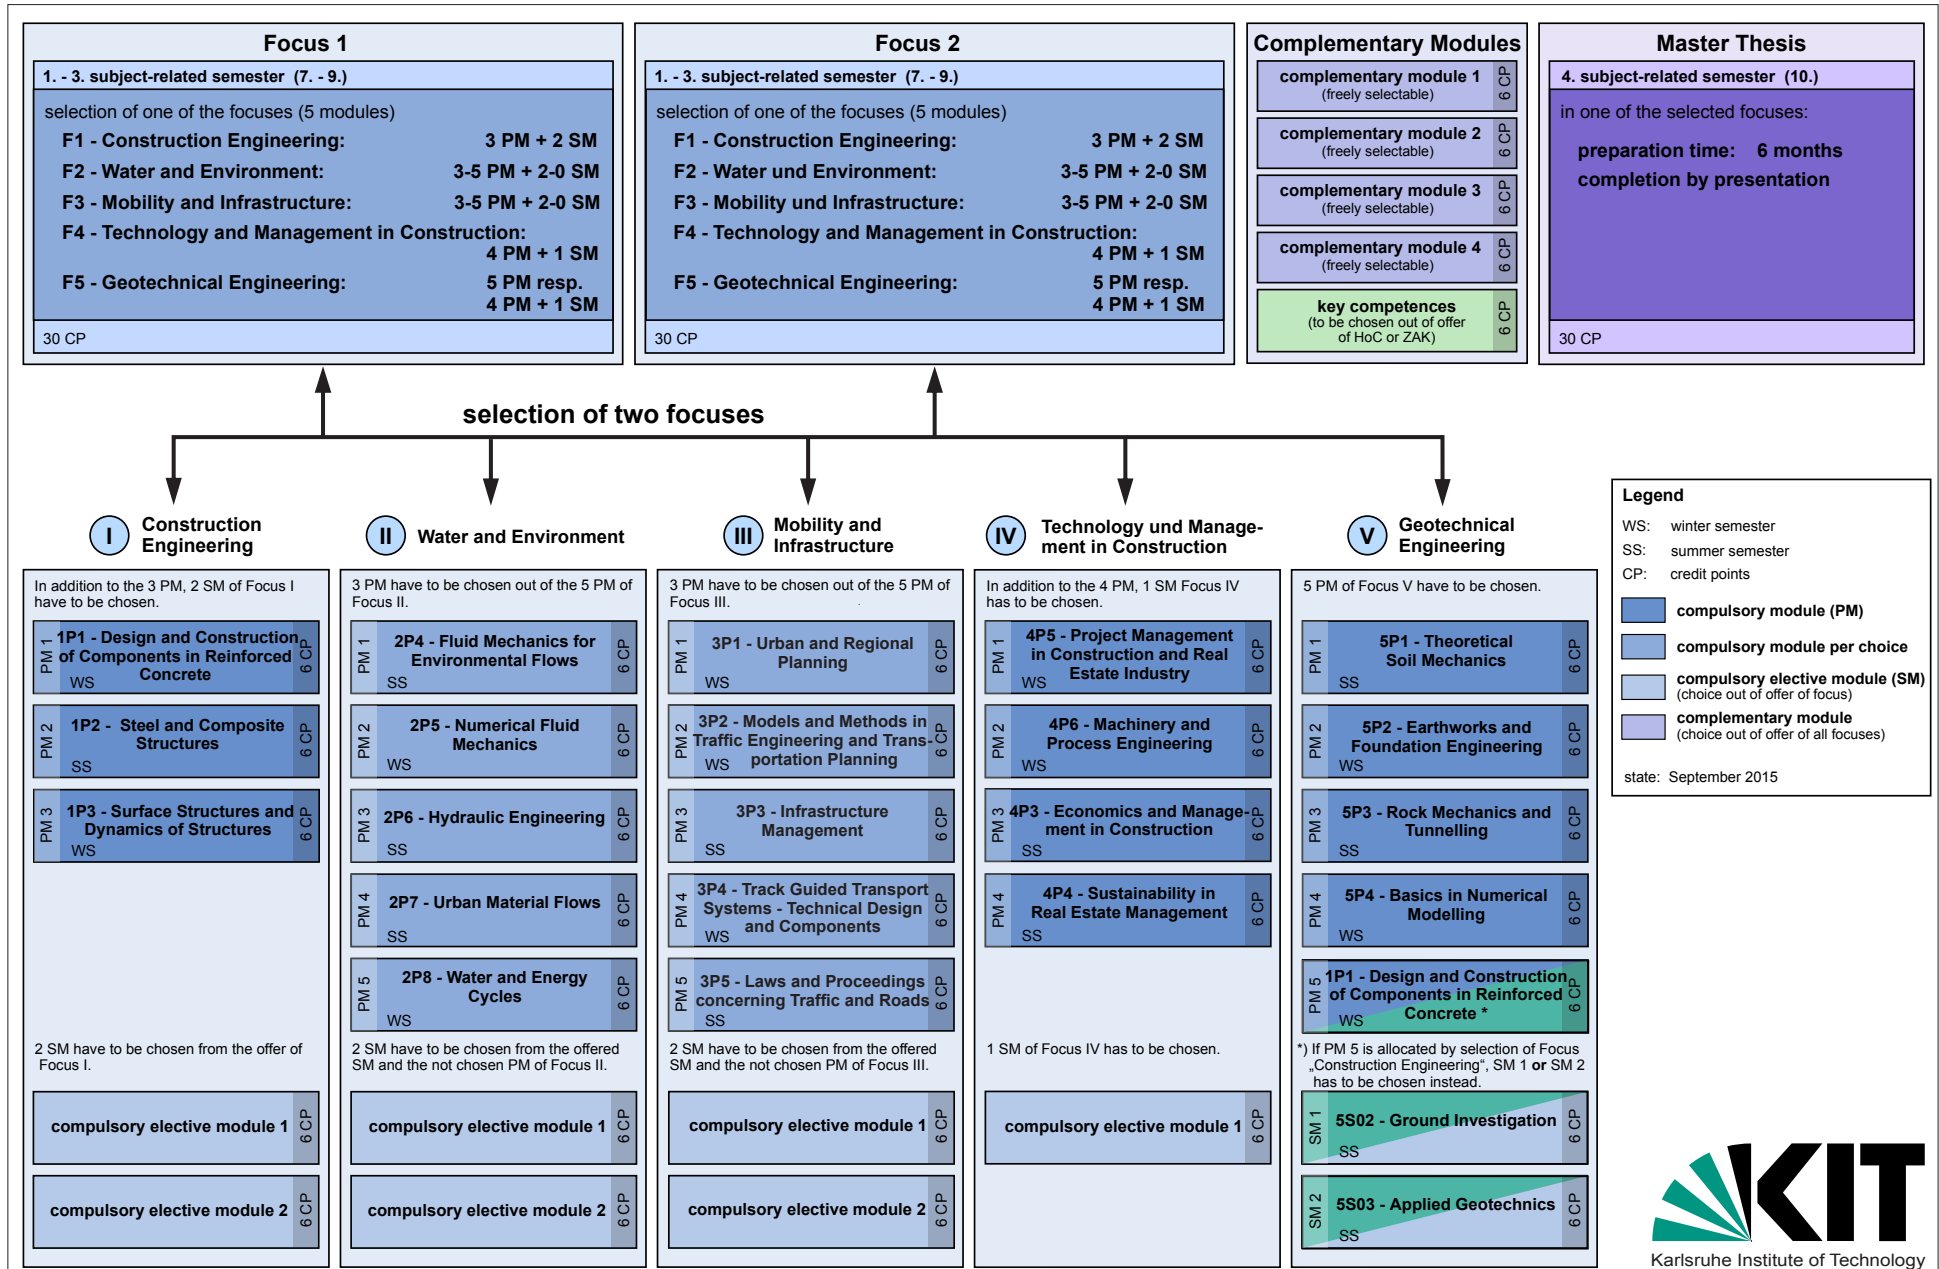 Focus 1
1. - 3. subject-related semester (7. - 9.)
selection of one of the focuses (5 modules)
F1 - Construction Engineering: 3 PM + 2 SM
F2 - Water and Environment: 3-5 PM + 2-0 SM
F3 - Mobility and Infrastructure: 3-5 PM + 2-0 SM
F4 - Technology and Management in Construction:
4 PM + 1 SM
F5 - Geotechnical Engineering: 5 PM resp.
4 PM + 1 SM
30 CP
Focus 2
1. - 3. subject-related semester (7. - 9.)
selection of one of the focuses (5 modules)
F1 - Construction Engineering: 3 PM + 2 SM
F2 - Water und Environment: 3-5 PM + 2-0 SM
F3 - Mobility und Infrastructure: 3-5 PM + 2-0 SM
F4 - Technology and Management in Construction:
4 PM + 1 SM
F5 - Geotechnical Engineering: 5 PM resp.
4 PM + 1 SM
30 CP
Complementary Modules
complementary module 1
(freely selectable)
6 CP
complementary module 2
(freely selectable)
6 CP
complementary module 3
(freely selectable)
6 CP
complementary module 4
(freely selectable)
6 CP
key competences
(to be chosen out of offer
of HoC or ZAK)
6 CP
Master Thesis
4. subject-related semester (10.)
in one of the selected focuses:
preparation time: 6 months
completion by presentation
30 CP
selection of two focuses
I
Construction
Engineering
In addition to the 3 PM, 2 SM of Focus I
have to be chosen.
PM 1
1P1 - Design and Construction
of Components in Reinforced
Concrete
WS
6 CP
PM 2
1P2 - Steel and Composite
Structures
SS
6 CP
PM 3
1P3 - Surface Structures and
Dynamics of Structures
WS
6 CP
2 SM have to be chosen from the offer of
Focus I.
compulsory elective module 1
6 CP
compulsory elective module 2
6 CP
II
Water and Environment
3 PM have to be chosen out of the 5 PM of
Focus II.
PM 1
2P4 - Fluid Mechanics for
Environmental Flows
SS
6 CP
PM 2
2P5 - Numerical Fluid
Mechanics
WS
6 CP
PM 3
2P6 - Hydraulic Engineering
SS
6 CP
PM 4
2P7 - Urban Material Flows
SS
6 CP
PM 5
2P8 - Water and Energy
Cycles
WS
6 CP
2 SM have to be chosen from the offered
SM and the not chosen PM of Focus II.
compulsory elective module 1
6 CP
compulsory elective module 2
6 CP
III
Mobility and
Infrastructure
3 PM have to be chosen out of the 5 PM of
Focus III.
PM 1
3P1 - Urban and Regional
Planning
WS
6 CP
PM 2
3P2 - Models and Methods in
Traffic Engineering and Trans-
portation Planning
WS
6 CP
PM 3
3P3 - Infrastructure
Management
SS
6 CP
PM 4
3P4 - Track Guided Transport
Systems - Technical Design
and Components
WS
6 CP
PM 5
3P5 - Laws and Proceedings
concerning Traffic and Roads
SS
6 CP
2 SM have to be chosen from the offered
SM and the not chosen PM of Focus III.
compulsory elective module 1
6 CP
compulsory elective module 2
6 CP
IV
Technology und Manage-
ment in Construction
In addition to the 4 PM, 1 SM Focus IV
has to be chosen.
PM 1
4P5 - Project Management
in Construction and Real
Estate Industry
WS
6 CP
PM 2
4P6 - Machinery and
Process Engineering
WS
6 CP
PM 3
4P3 - Economics and Manage-
ment in Construction
SS
6 CP
PM 4
4P4 - Sustainability in
Real Estate Management
SS
6 CP
1 SM of Focus IV has to be chosen.
compulsory elective module 1
6 CP
V
Geotechnical
Engineering
5 PM of Focus V have to be chosen.
PM 1
5P1 - Theoretical
Soil Mechanics
SS
6 CP
PM 2
5P2 - Earthworks and
Foundation Engineering
WS
6 CP
PM 3
5P3 - Rock Mechanics and
Tunnelling
SS
6 CP
PM 4
5P4 - Basics in Numerical
Modelling
WS
6 CP
PM 5
1P1 - Design and Construction
of Components in Reinforced
Concrete *
WS
6 CP
*) If PM 5 is allocated by selection of Focus
„Construction Engineering“, SM 1 or SM 2
has to be chosen instead.
SM 1
5S02 - Ground Investigation
SS
6 CP
SM 2
5S03 - Applied Geotechnics
SS
6 CP
Legend
WS: winter semester
SS: summer semester
CP: credit points
compulsory module (PM)
compulsory module per choice
compulsory elective module (SM)
(choice out of offer of focus)
complementary module
(choice out of offer of all focuses)
state: September 2015
KIT
Karlsruhe Institute of Technology